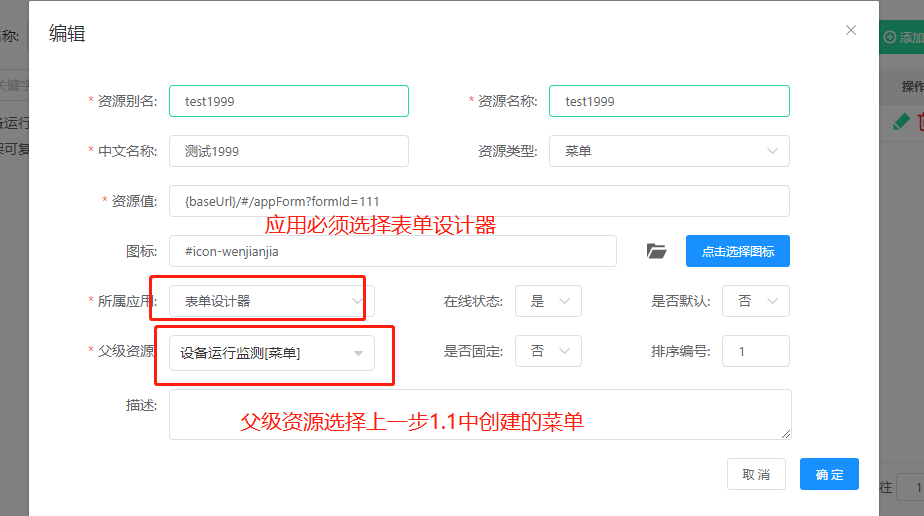 编辑
称:
添加
* 资源别名: test1999
* 资源名称: test1999
关键字
操作
* 中文名称: 测试1999
资源类型: 菜单
备运行
* 资源值: {baseUrl}/#/appForm?formId=111
应用必须选择表单设计器
图标: #icon-wenjianjia
点击选择图标
* 所属应用: 表单设计器
在线状态: 是
是否默认: 否
* 父级资源: 设备运行监测[菜单]
是否固定: 否
排序编号: 1
描述:
父级资源选择上一步1.1中创建的菜单
取消
确定
往 1